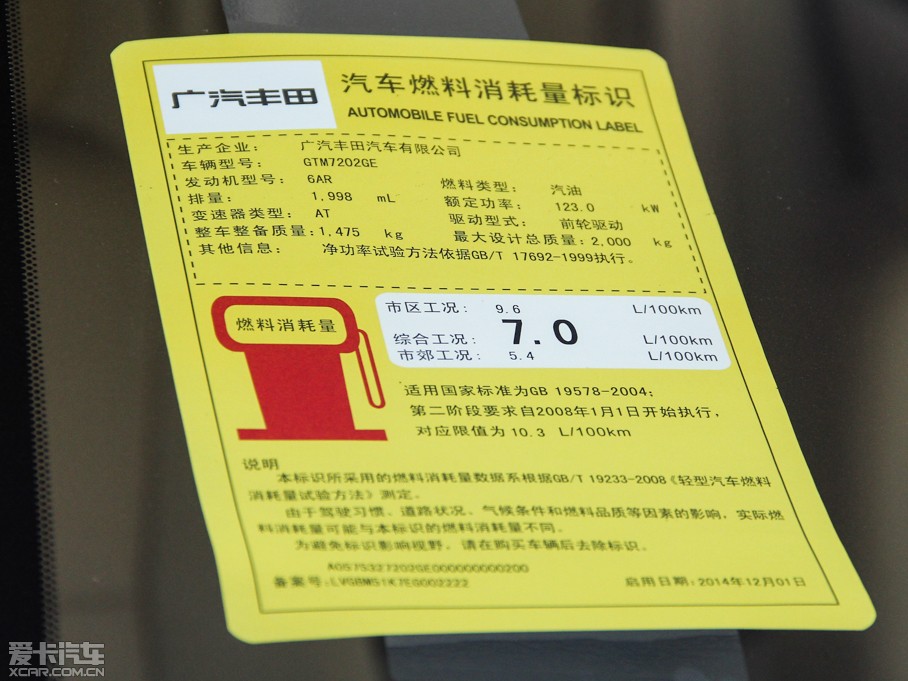 广汽丰田
汽车燃料消耗量标识
AUTOMOBILE FUEL CONSUMPTION LABEL
生产企业： 广汽丰田汽车有限公司
车辆型号： GTM7202GE
发动机型号： 6AR 燃料类型： 汽油
排量： 1,998 mL 额定功率： 123.0 kW
变速器类型： AT 驱动型式： 前轮驱动
整车整备质量：1,475 kg 最大设计总质量：2,000 kg
其他信息： 净功率试验方法依据GB/T 17692-1999执行。
燃料消耗量
市区工况： 9.6 L/100km
综合工况： 7.0 L/100km
市郊工况： 5.4 L/100km
适用国家标准为GB 19578-2004；
第二阶段要求自2008年1月1日开始执行，
对应限值为 10.3 L/100km
说明
本标识所采用的燃料消耗量数据系根据GB/T 19233-2008《轻型汽车燃料
消耗量试验方法》测定。
由于驾驶习惯、道路状况、气候条件和燃料品质等因素的影响，实际燃
料消耗量可能与本标识的燃料消耗量不同。
为避免标识影响视野，请在购买车辆后去除标识。
备案号： 启用日期：2014年12月01日
爱卡汽车
XCAR.COM.CN